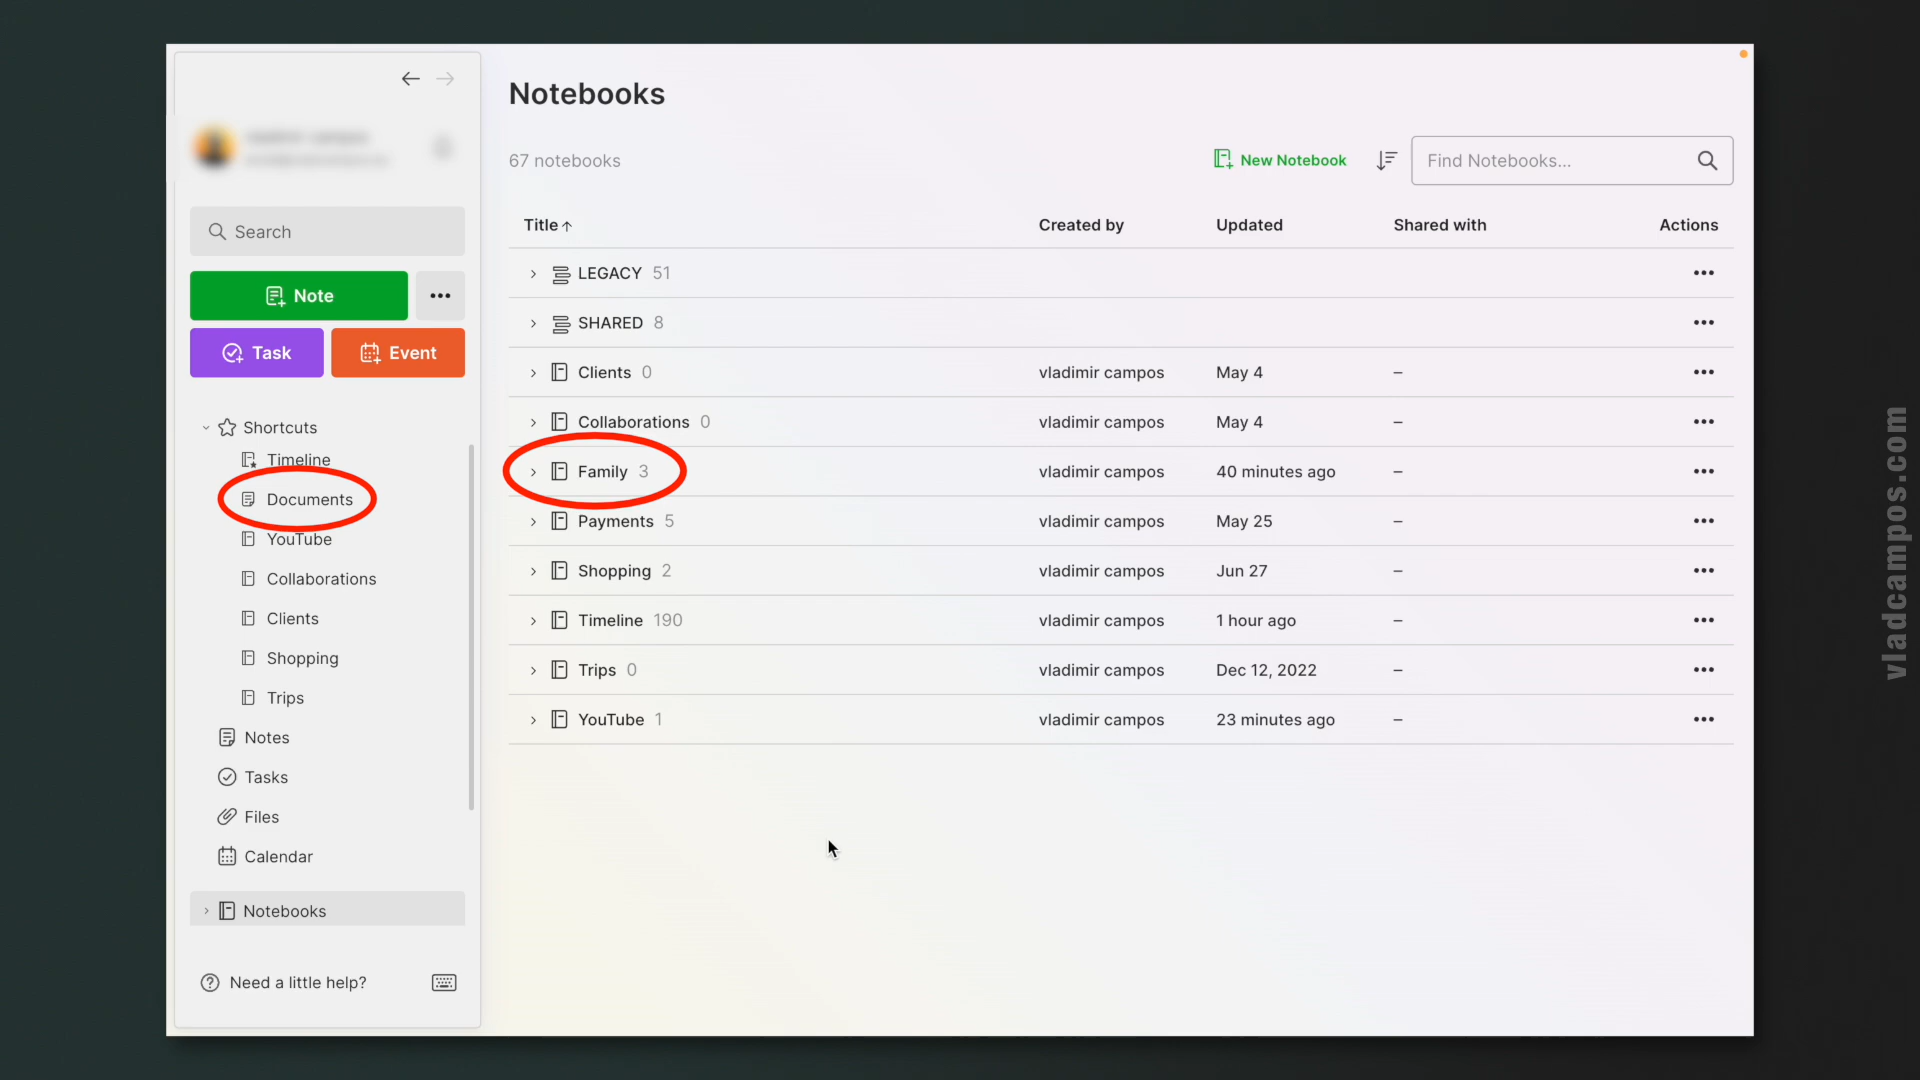 Notebooks
67 notebooks
New Notebook
Find Notebooks...
Search
Note
Task
Event
Shortcuts
Timeline
Documents
YouTube
Collaborations
Clients
Shopping
Trips
Notes
Tasks
Files
Calendar
Notebooks
Need a little help?
Title Created by Updated Shared with Actions
LEGACY 51
SHARED 8
Clients 0 vladimir campos May 4 –
Collaborations 0 vladimir campos May 4 –
Family 3 vladimir campos 40 minutes ago –
Payments 5 vladimir campos May 25 –
Shopping 2 vladimir campos Jun 27 –
Timeline 190 vladimir campos 1 hour ago –
Trips 0 vladimir campos Dec 12, 2022 –
YouTube 1 vladimir campos 23 minutes ago –
vladcampos.com